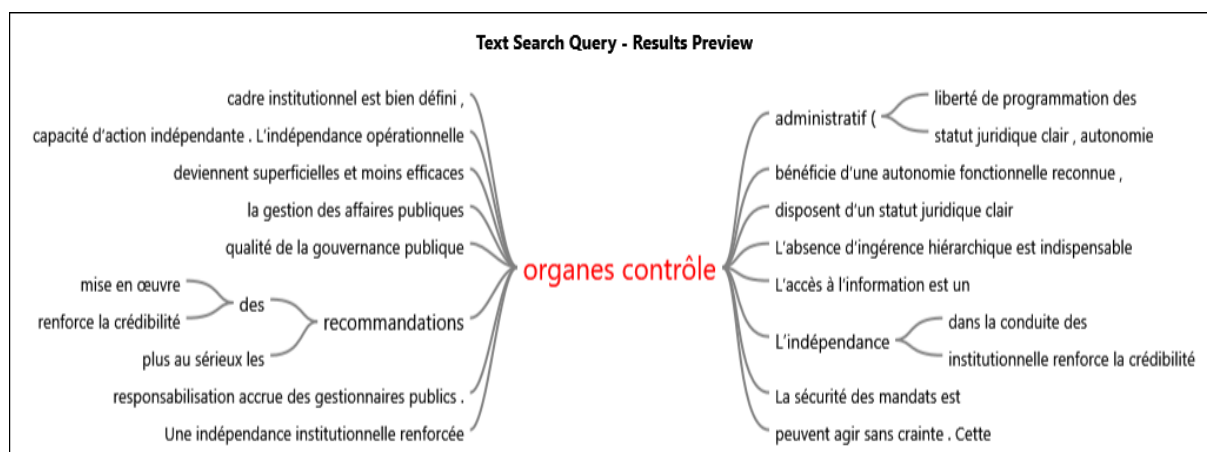 Text Search Query - Results Preview
cadre institutionnel est bien défini ,
capacité d'action indépendante . L'indépendance opérationnelle
deviennent superficielles et moins efficaces
la gestion des affaires publiques
qualité de la gouvernance publique
mise en œuvre
renforce la crédibilité
des
plus au sérieux les
recommandations
responsabilisation accrue des gestionnaires publics .
Une indépendance institutionnelle renforcée
organes contrôle
administratif (
liberté de programmation des
statut juridique clair , autonomie
bénéficie d'une autonomie fonctionnelle reconnue ,
disposent d'un statut juridique clair
L'absence d'ingérence hiérarchique est indispensable
L'accès à l'information est un
L'indépendance
dans la conduite des
institutionnelle renforce la crédibilité
La sécurité des mandats est
peuvent agir sans crainte . Cette